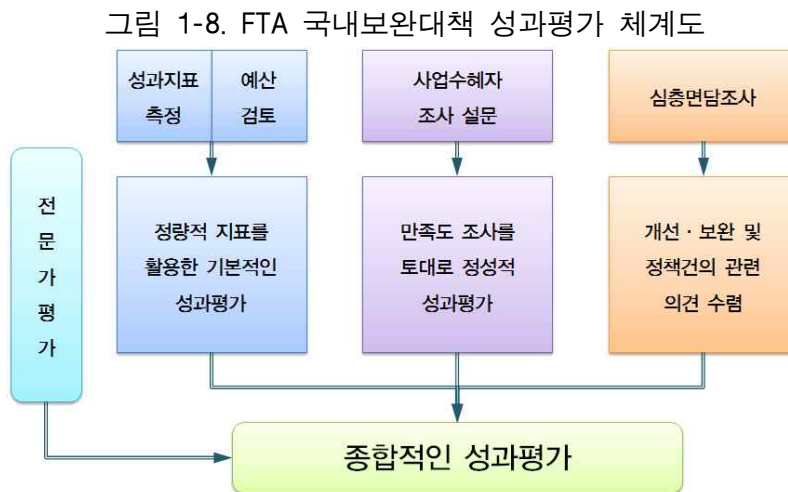 그림 1-8. FTA 국내보완대책 성과평가 체계도
성과지표
측정
예산
검토
사업수혜자
조사 설문
심층면담조사
전
문
가
평
가
정량적 지표를
활용한 기본적인
성과평가
만족도 조사를
토대로 정성적
성과평가
개선·보완 및
정책건의 관련
의견 수렴
종합적인 성과평가